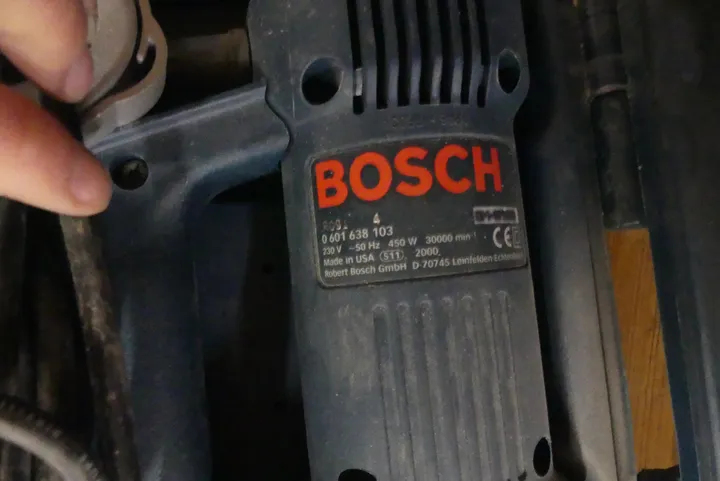 BOSCH
4
0 601 638 103
230 V ~50 Hz 450 W 30000 min
CE
Made in USA 511 2000
Robert Bosch GmbH D-70745 Leinfelden